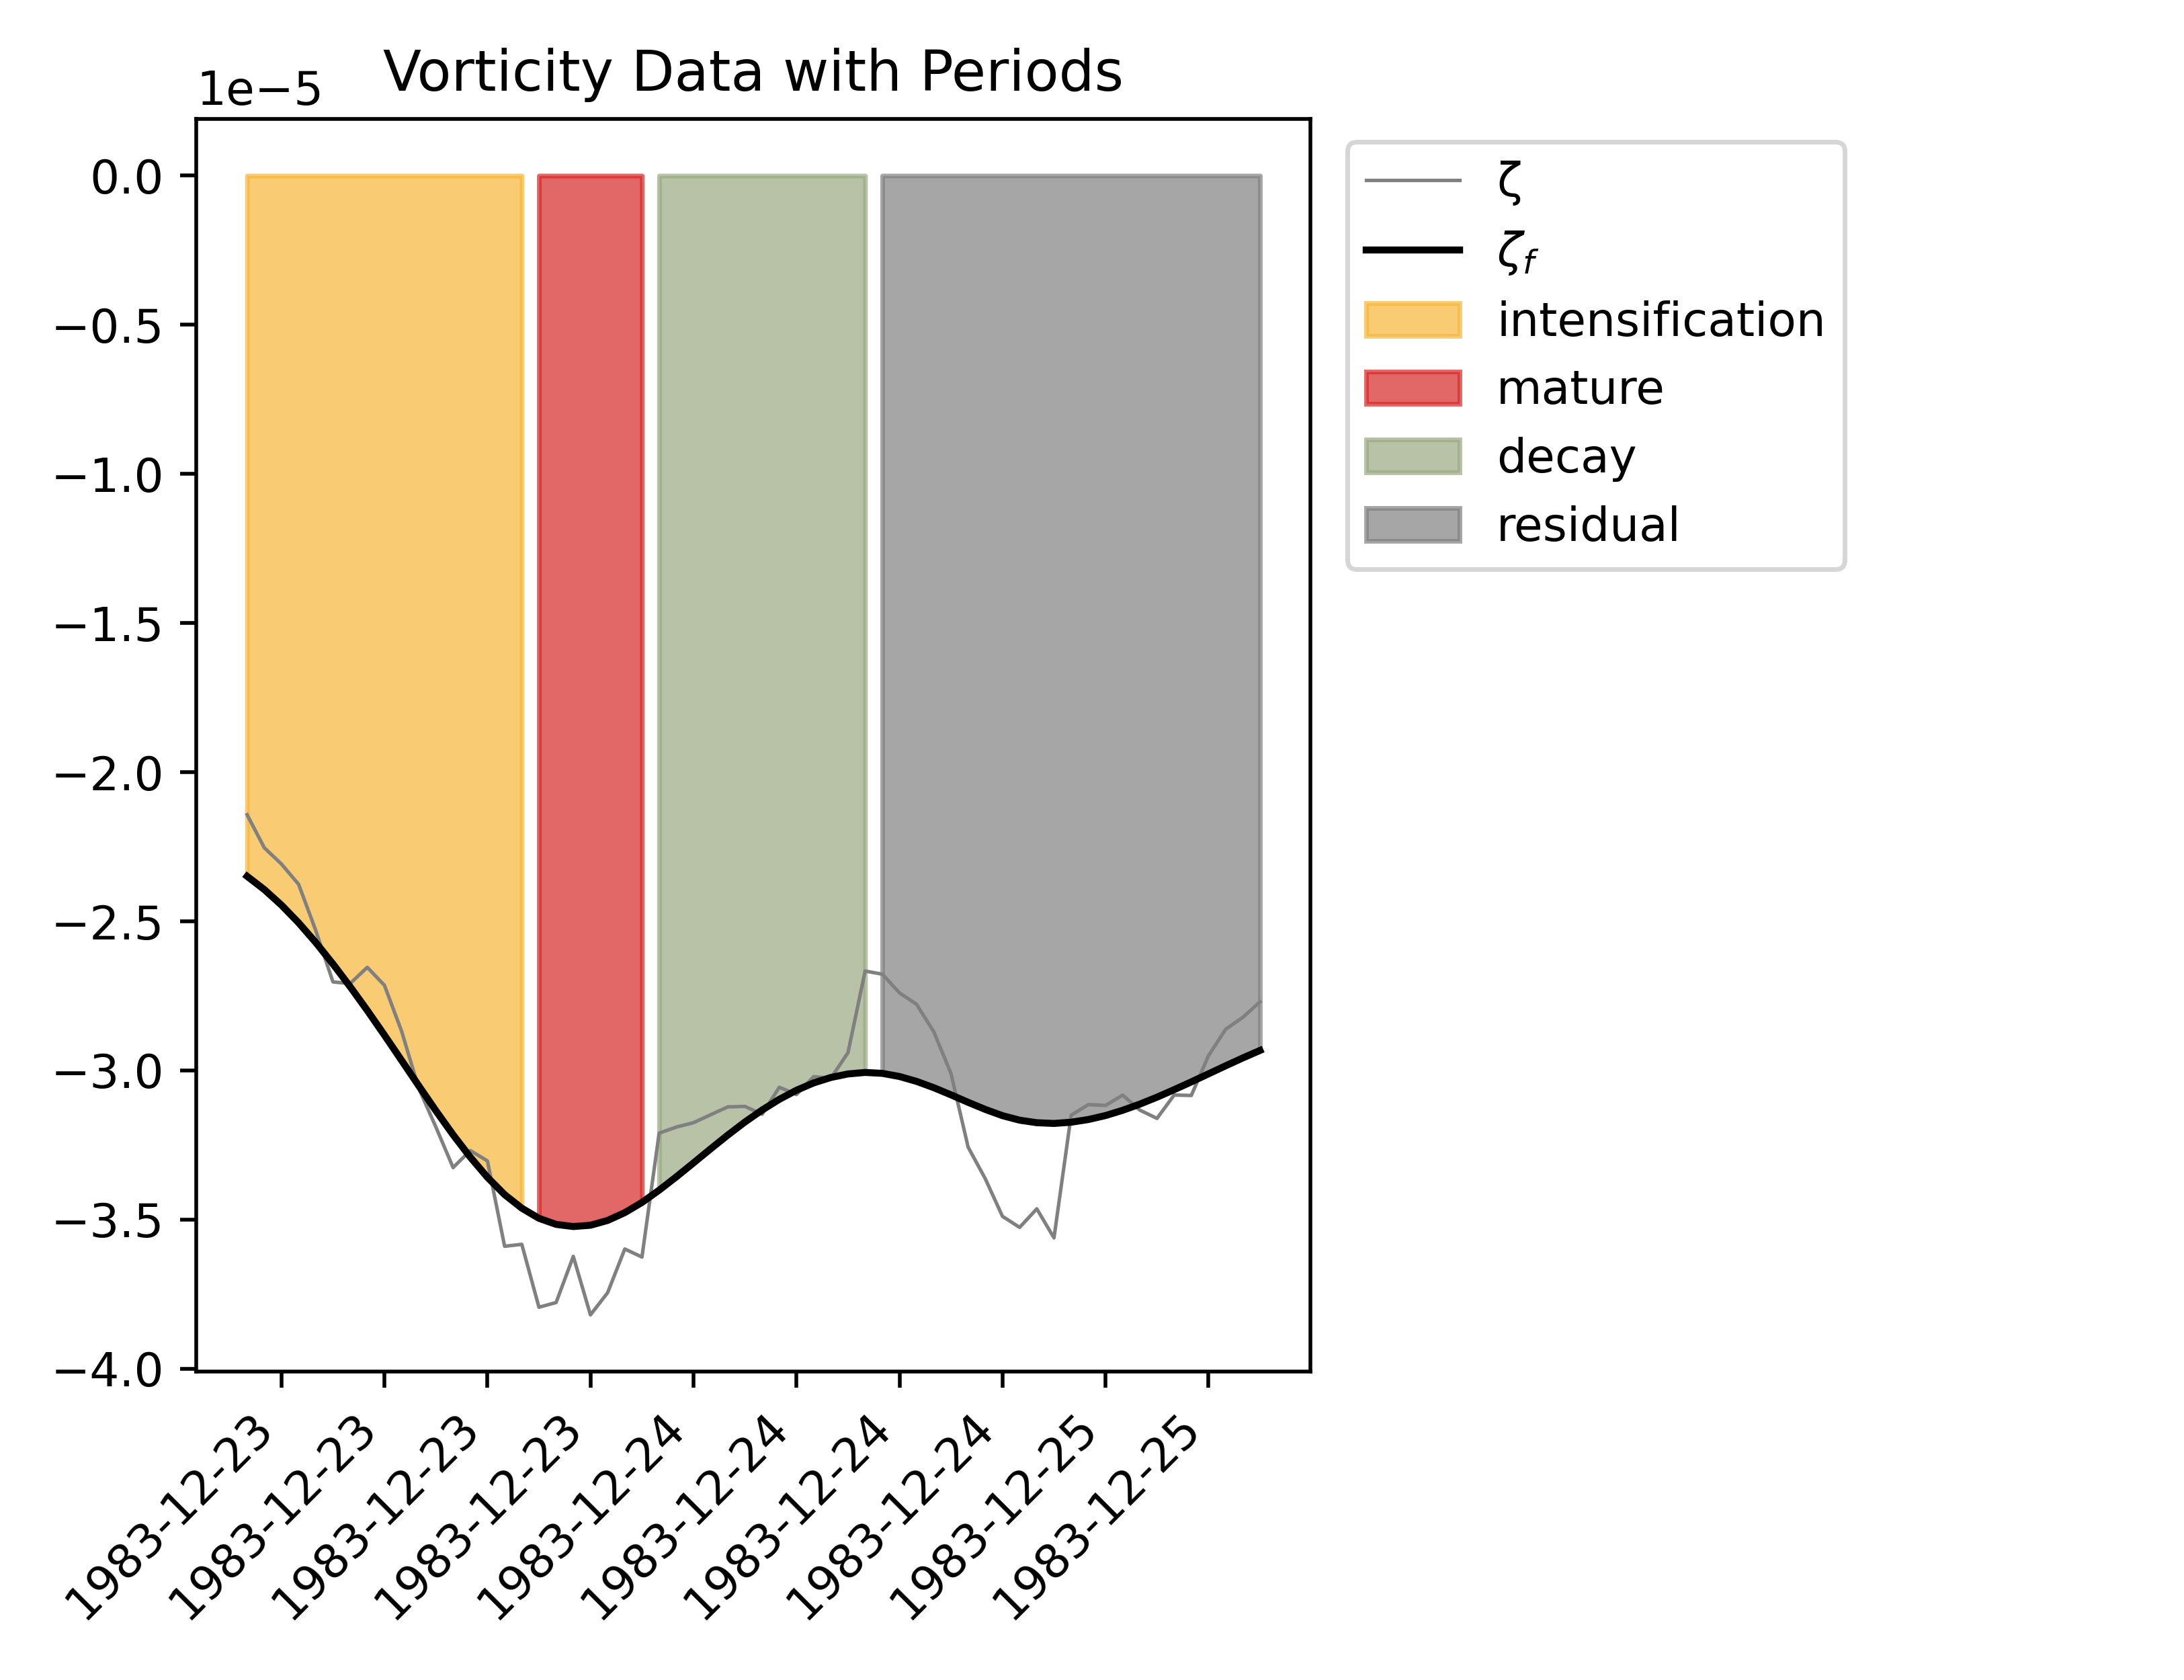 Vorticity Data with Periods
1e−5
0.0
−0.5
−1.0
−1.5
−2.0
−2.5
−3.0
−3.5
−4.0
1983-12-23
1983-12-23
1983-12-23
1983-12-23
1983-12-24
1983-12-24
1983-12-24
1983-12-24
1983-12-25
1983-12-25
ζ
ζf
intensification
mature
decay
residual